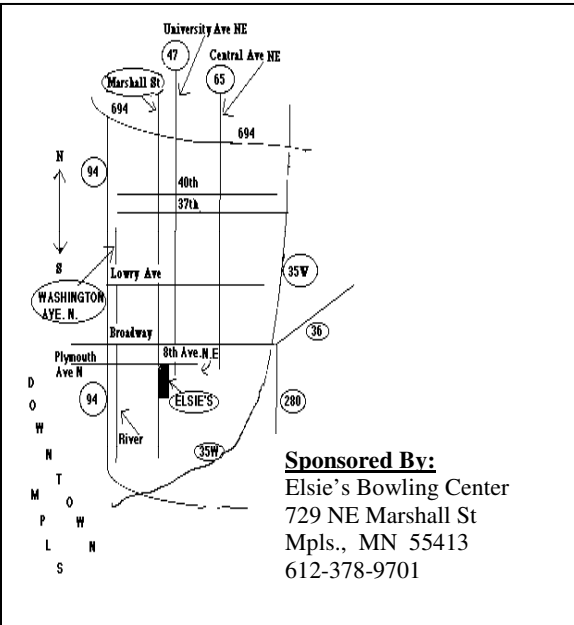 University Ave NE
47
Central Ave NE
65
Marshall St
694
694
N
94
40th
37th
S
35W
Lowry Ave
WASHINGTON
AVE. N.
36
Broadway
8th Ave. N.E
Plymouth
Ave N
94
ELSIE'S
280
River
35W
DOWNTOWN
MPLS
Sponsored By:
Elsie's Bowling Center
729 NE Marshall St
Mpls., MN 55413
612-378-9701